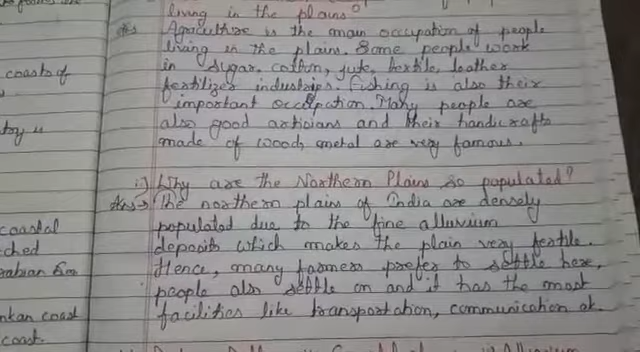 living in the plains?
Ans Agriculture is the main occupation of people
living in the plains. Some people work
in sugar, cotton, jute, textile, leather
fertilizer industries. Fishing is also their
important occupation. Many people are
also good artisians and their handicrafts
made of wood, metal are very famous.
i) Why are the Northern Plains so populated?
Ans→ The northern plains of India are densely
populated due to the fine alluvium
deposits which makes the plain very fertile.
Hence, many farmers prefer to settle here,
people also settle on and it has the most
facilities like transportation, communication etc.
coasts of
try is
coastal
ched
rabian Sea
nkan coast
coast.